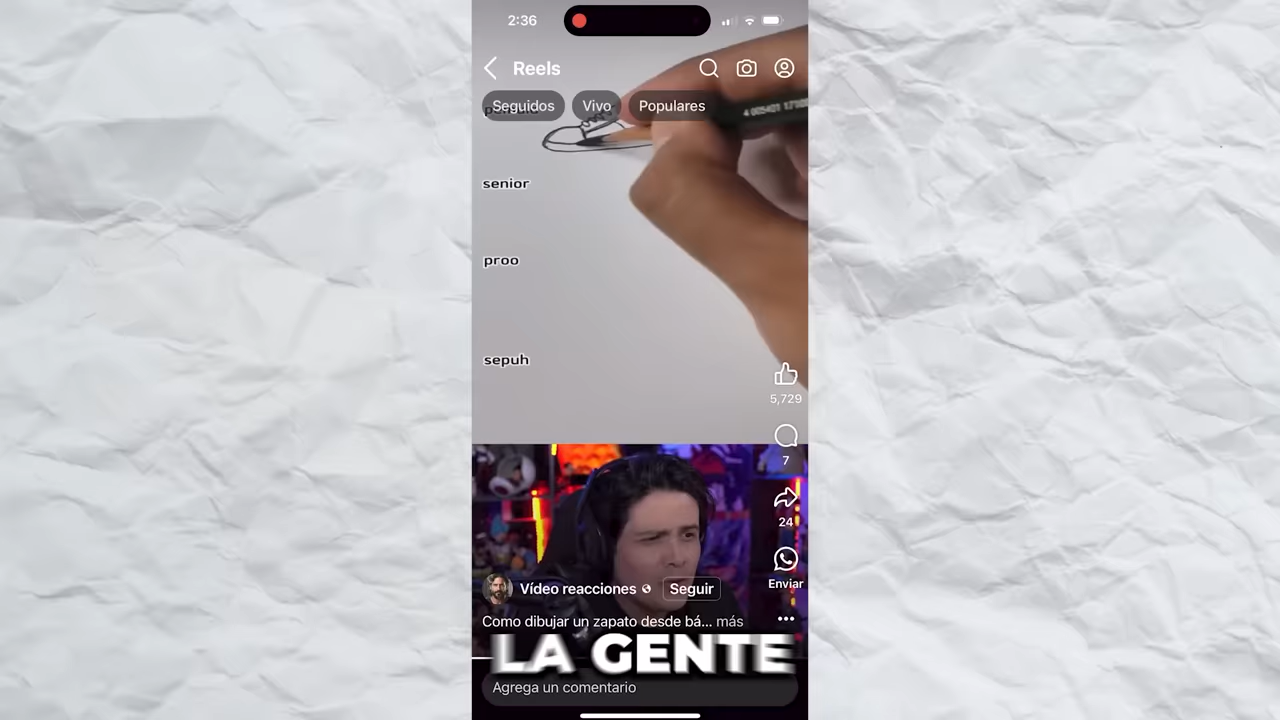 2:36
Reels
Seguidos
Vivo
Populares
senior
proo
sepuh
5,729
7
24
Enviar
Vídeo reacciones
Seguir
Como dibujar un zapato desde bá... más
LA GENTE
Agrega un comentario